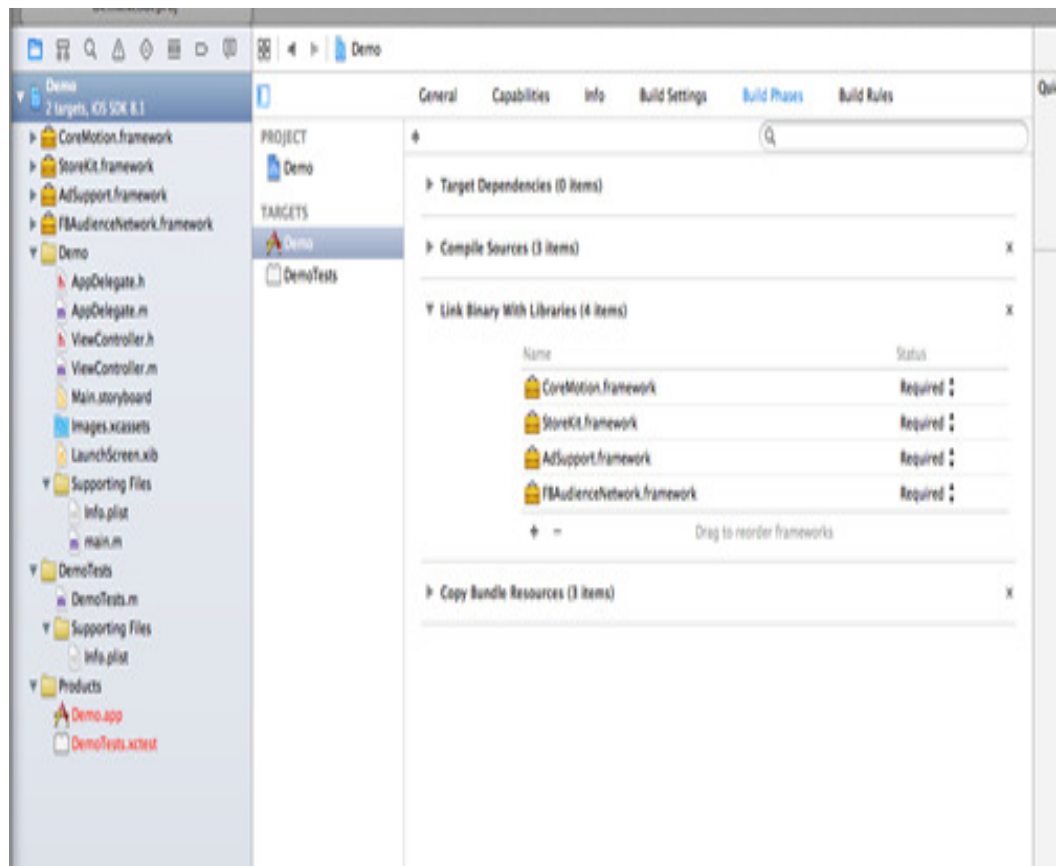 Demo
Demo
2 targets, iOS SDK 8.1
CoreMotion.framework
StoreKit.framework
AdSupport.framework
FBAudienceNetwork.framework
Demo
AppDelegate.h
AppDelegate.m
ViewController.h
ViewController.m
Main.storyboard
Images.xcassets
LaunchScreen.xib
Supporting Files
Info.plist
main.m
DemoTests
DemoTests.m
Supporting Files
Info.plist
Products
Demo.app
DemoTests.xctest
PROJECT
Demo
TARGETS
Demo
DemoTests
General Capabilities Info Build Settings Build Phases Build Rules
Target Dependencies (0 items)
Compile Sources (3 items)
Link Binary With Libraries (4 items)
Name Status
CoreMotion.framework Required
StoreKit.framework Required
AdSupport.framework Required
FBAudienceNetwork.framework Required
Drag to reorder frameworks
Copy Bundle Resources (3 items)